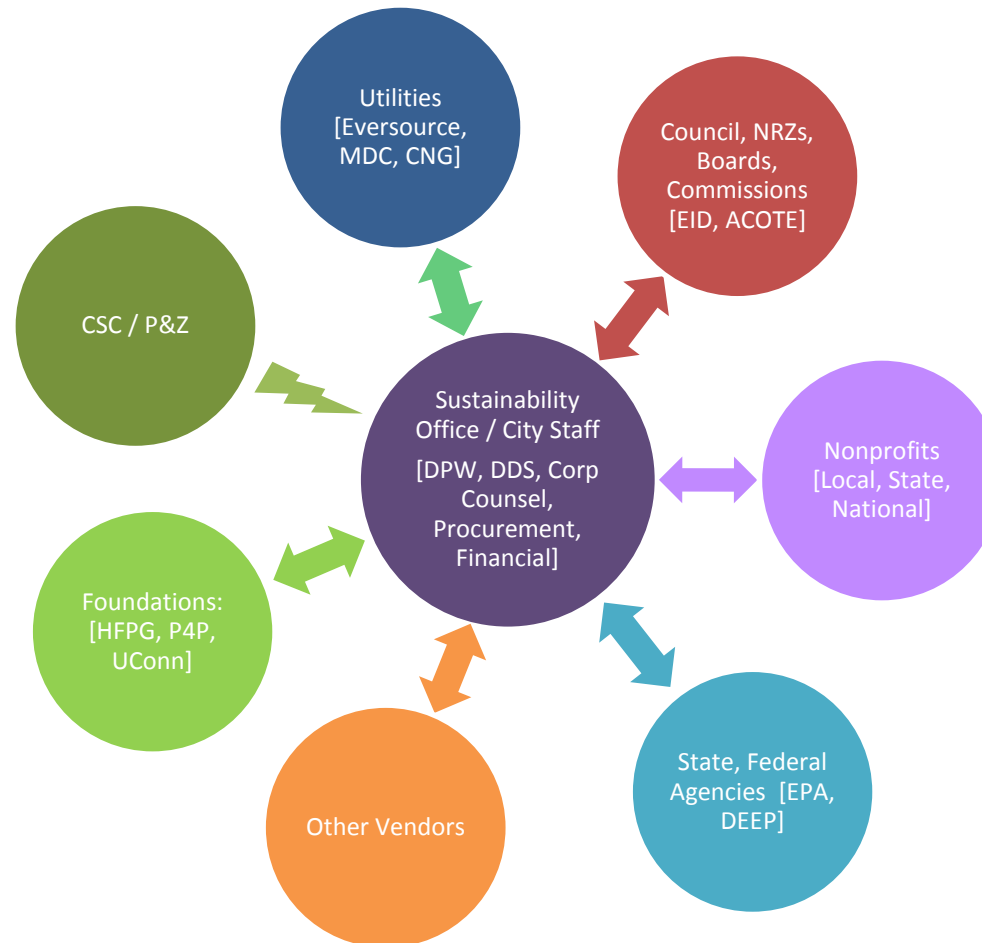 Utilities
[Eversource,
MDC, CNG]
Council, NRZs,
Boards,
Commissions
[EID, ACOTE]
CSC / P&Z
Sustainability
Office / City Staff
[DPW, DDS, Corp
Counsel,
Procurement,
Financial]
Nonprofits
[Local, State,
National]
Foundations:
[HFPG, P4P,
UConn]
State, Federal
Agencies [EPA,
DEEP]
Other Vendors